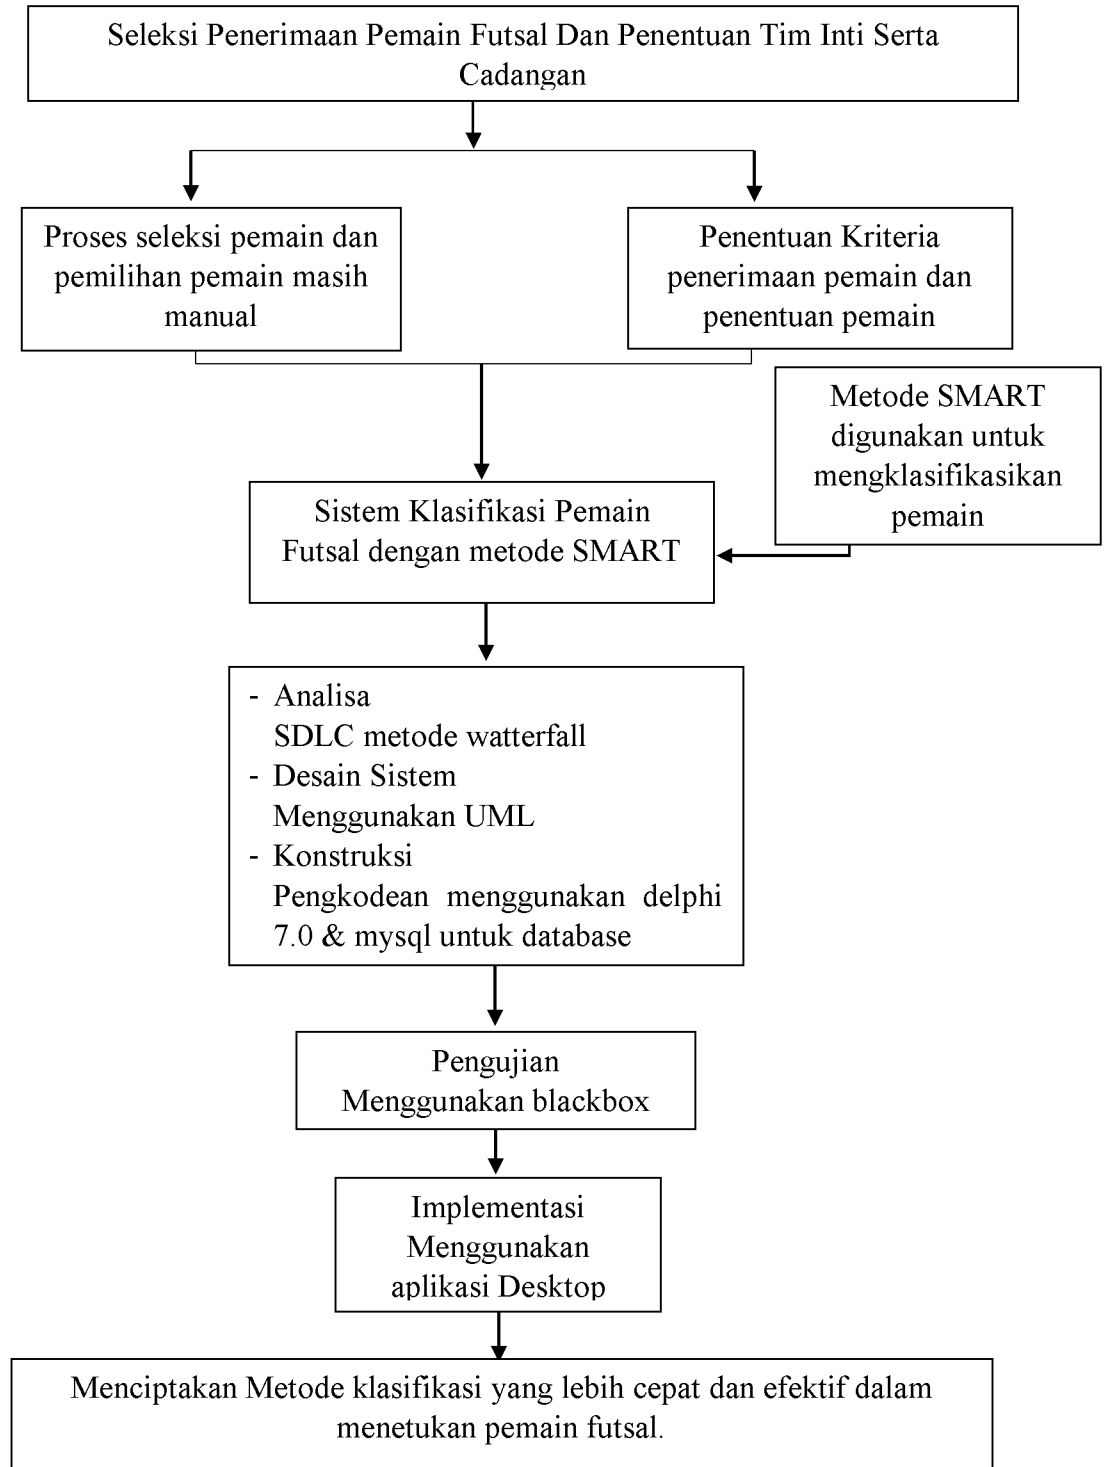 Seleksi Penerimaan Pemain Futsal Dan Penentuan Tim Inti Serta
Cadangan
Proses seleksi pemain dan
pemilihan pemain masih
manual
Penentuan Kriteria
penerimaan pemain dan
penentuan pemain
Metode SMART
digunakan untuk
mengklasifikasikan
pemain
Sistem Klasifikasi Pemain
Futsal dengan metode SMART
- Analisa
SDLC metode watterfall
- Desain Sistem
Menggunakan UML
- Konstruksi
Pengkodean menggunakan delphi
7.0 & mysql untuk database
Pengujian
Menggunakan blackbox
Implementasi
Menggunakan
aplikasi Desktop
Menciptakan Metode klasifikasi yang lebih cepat dan efektif dalam
menetukan pemain futsal.